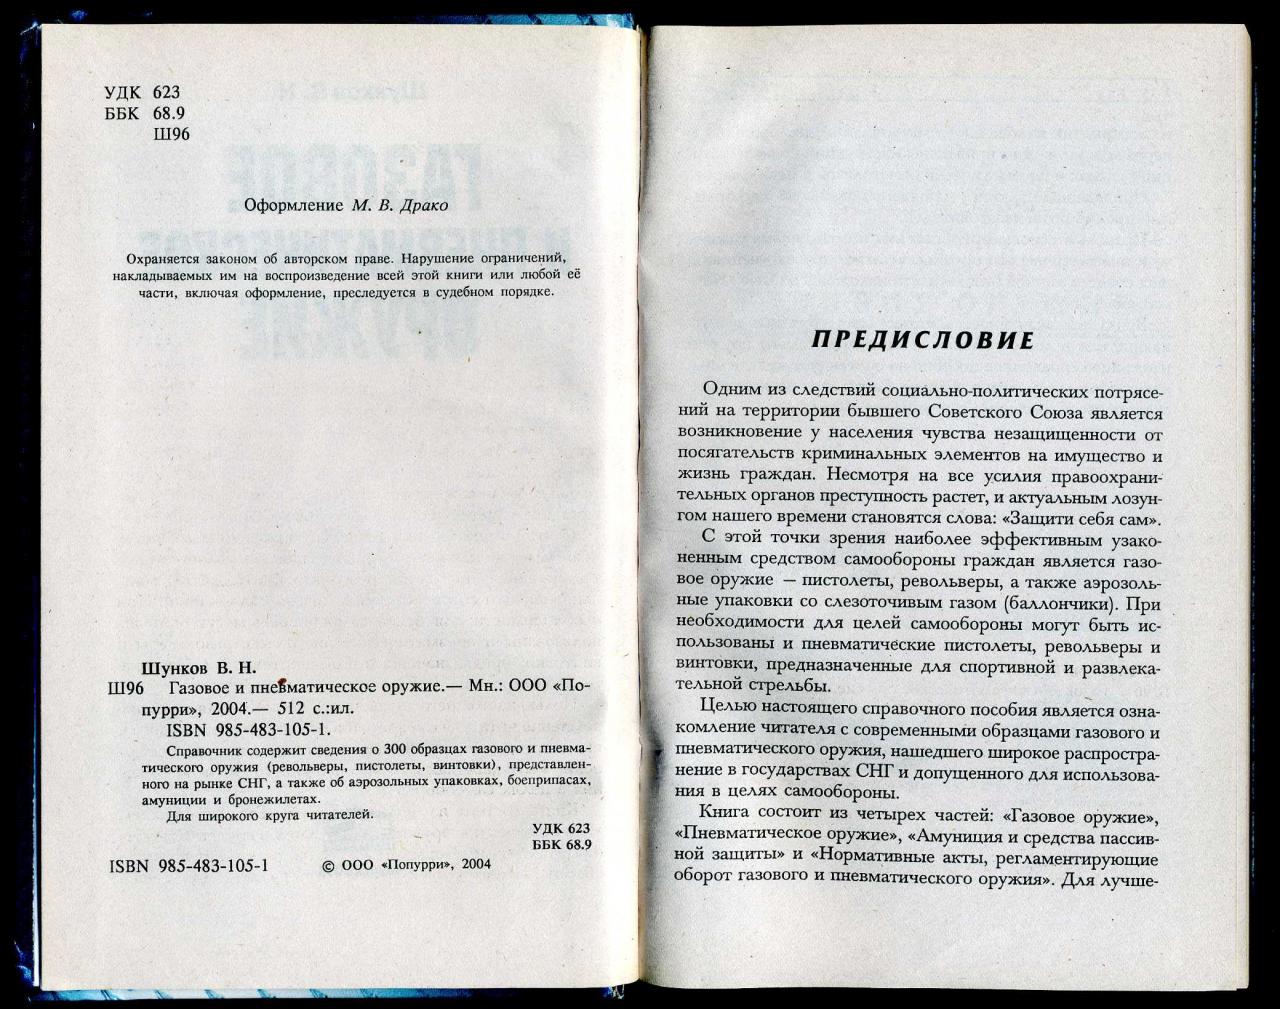 УДК 623
ББК 68.9
Ш96
Оформление М. В. Драко
Охраняется законом об авторском праве. Нарушение ограничений,
накладываемых им на воспроизведение всей этой книги или любой её
части, включая оформление, преследуется в судебном порядке.
Шунков В. Н.
Ш96 Газовое и пневматическое оружие.— Мн.: ООО «По-
пурри», 2004.— 512 с.:ил.
ISBN 985-483-105-1.
Справочник содержит сведения о 300 образцах газового и пневма-
тического оружия (револьверы, пистолеты, винтовки), представлен-
ного на рынке СНГ, а также об аэрозольных упаковках, боеприпасах,
амуниции и бронежилетах.
Для широкого круга читателей.
УДК 623
ББК 68.9
ISBN 985-483-105-1 © ООО «Попурри», 2004
ПРЕДИСЛОВИЕ
Одним из следствий социально-политических потрясе-
ний на территории бывшего Советского Союза является
возникновение у населения чувства незащищенности от
посягательств криминальных элементов на имущество и
жизнь граждан. Несмотря на все усилия правоохрани-
тельных органов преступность растет, и актуальным лозун-
гом нашего времени становятся слова: «Защити себя сам».
С этой точки зрения наиболее эффективным узако-
ненным средством самообороны граждан является газо-
вое оружие — пистолеты, револьверы, а также аэрозоль-
ные упаковки со слезоточивым газом (баллончики). При
необходимости для целей самообороны могут быть ис-
пользованы и пневматические пистолеты, револьверы и
винтовки, предназначенные для спортивной и развлека-
тельной стрельбы.
Целью настоящего справочного пособия является озна-
комление читателя с современными образцами газового и
пневматического оружия, нашедшего широкое распростра-
нение в государствах СНГ и допущенного для использова-
ния в целях самообороны.
Книга состоит из четырех частей: «Газовое оружие»,
«Пневматическое оружие», «Амуниция и средства пассив-
ной защиты» и «Нормативные акты, регламентирующие
оборот газового и пневматического оружия». Для лучше-